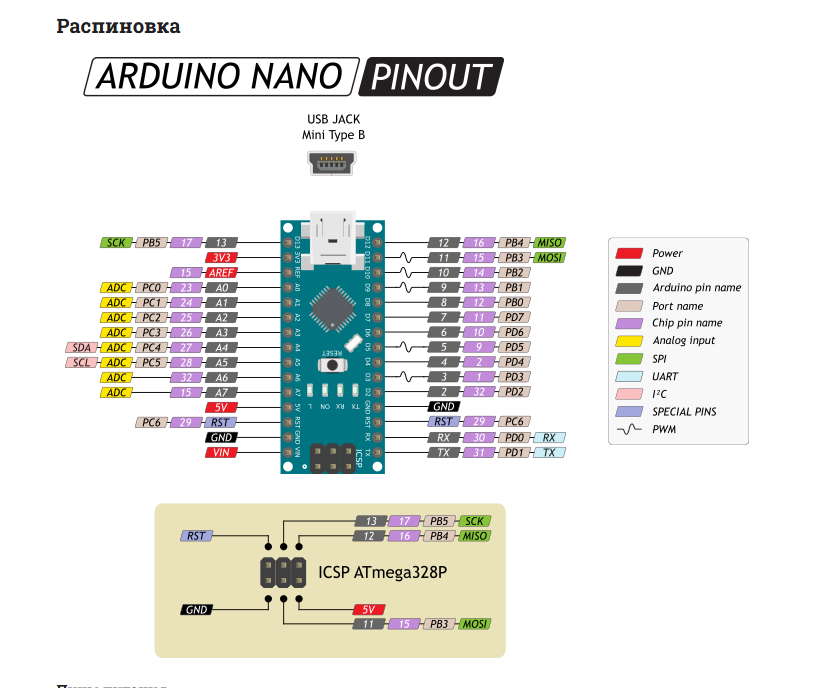 Распиновка
ARDUINO NANO PINOUT
USB JACK
Mini Type B
SCK PB5 17 13 D13 D12 12 16 PB4 MISO
3V3 3V3 D11 11 15 PB3 MOSI
15 AREF REF D10 10 14 PB2
ADC PC0 23 A0 A0 D9 9 13 PB1
ADC PC1 24 A1 A1 D8 8 12 PB0
ADC PC2 25 A2 A2 D7 7 11 PD7
ADC PC3 26 A3 A3 D6 6 10 PD6
SDA ADC PC4 27 A4 A4 D5 5 9 PD5
SCL ADC PC5 28 A5 A5 D4 4 2 PD4
ADC 32 A6 A6 D3 3 1 PD3
ADC 15 A7 A7 D2 2 32 PD2
5V 5V GND GND
PC6 29 RST RST RST RST 29 PC6
GND GND RX RX 30 PD0 RX
VIN VIN TX TX 31 PD1 TX
RESET
L ON RX TX
ICSP
Power
GND
Arduino pin name
Port name
Chip pin name
Analog input
SPI
UART
I²C
SPECIAL PINS
PWM
13 17 PB5 SCK
RST 12 16 PB4 MISO
ICSP ATmega328P
GND 5V
11 15 PB3 MOSI